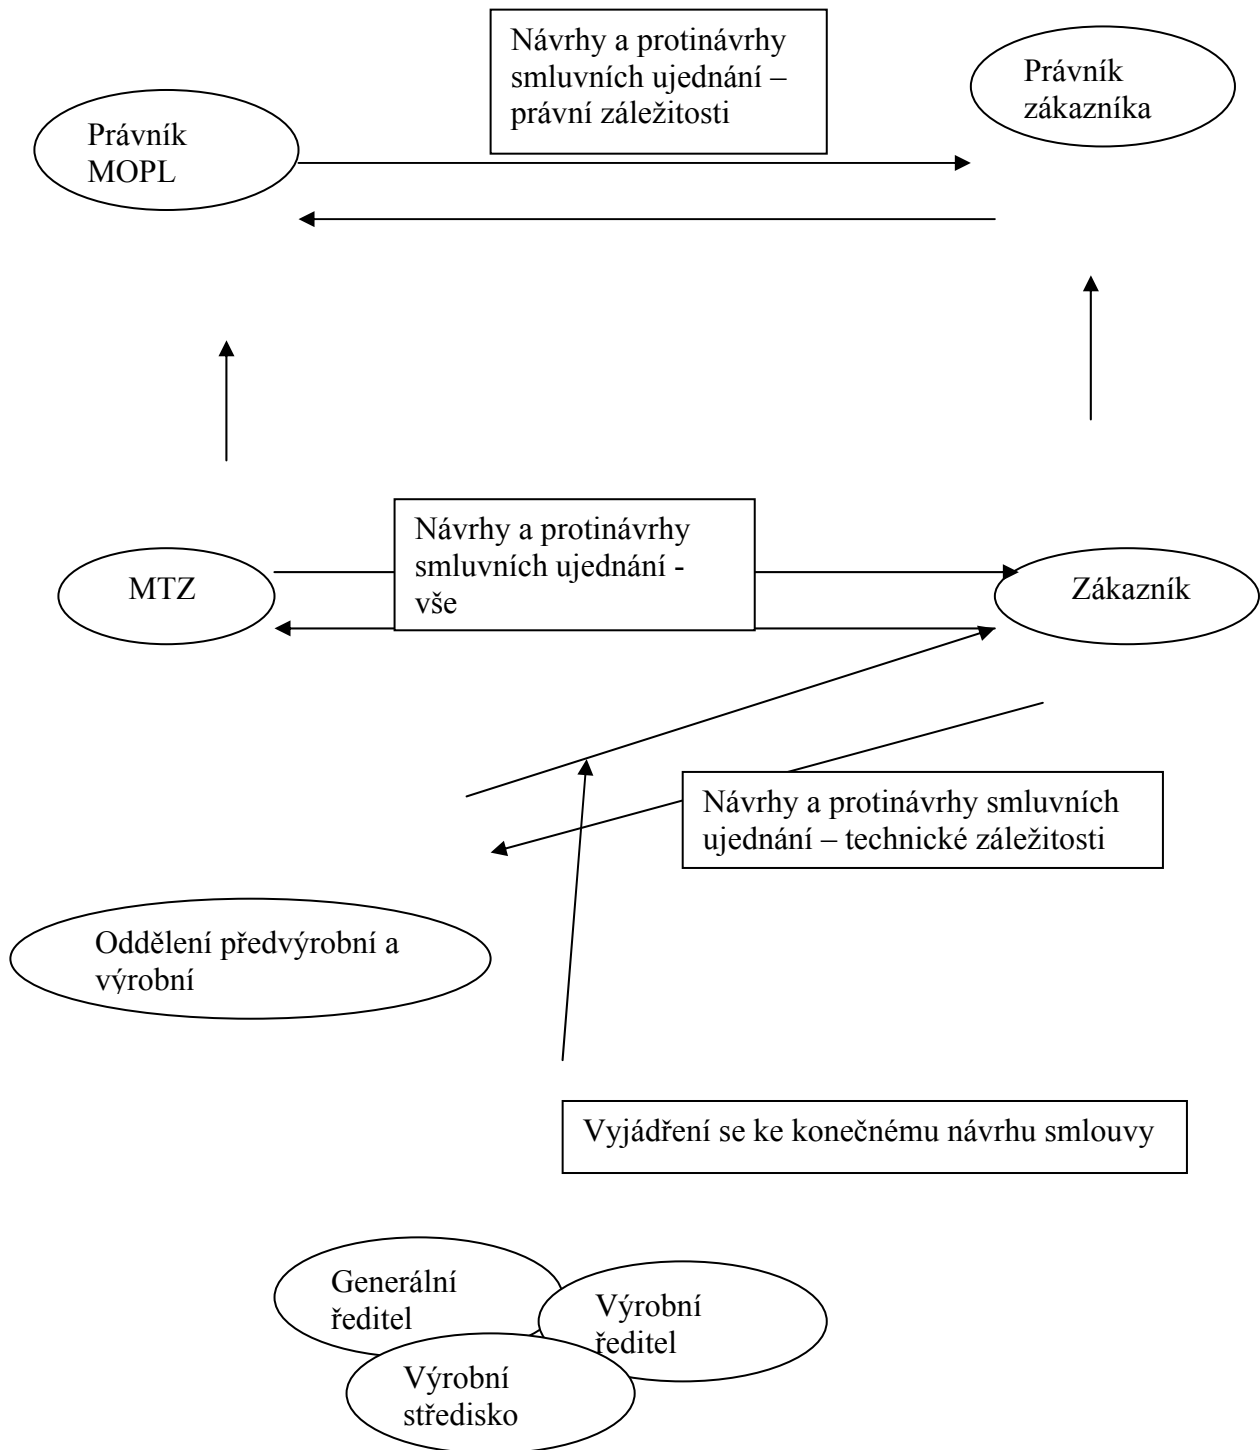 Návrhy a protinávrhy
smluvních ujednání –
právní záležitosti
Právník
zákazníka
Právník
MOPL
Návrhy a protinávrhy
smluvních ujednání -
vše
MTZ
Zákazník
Návrhy a protinávrhy smluvních
ujednání – technické záležitosti
Oddělení předvýrobní a
výrobní
Vyjádření se ke konečnému návrhu smlouvy
Generální
ředitel
Výrobní
ředitel
Výrobní
středisko